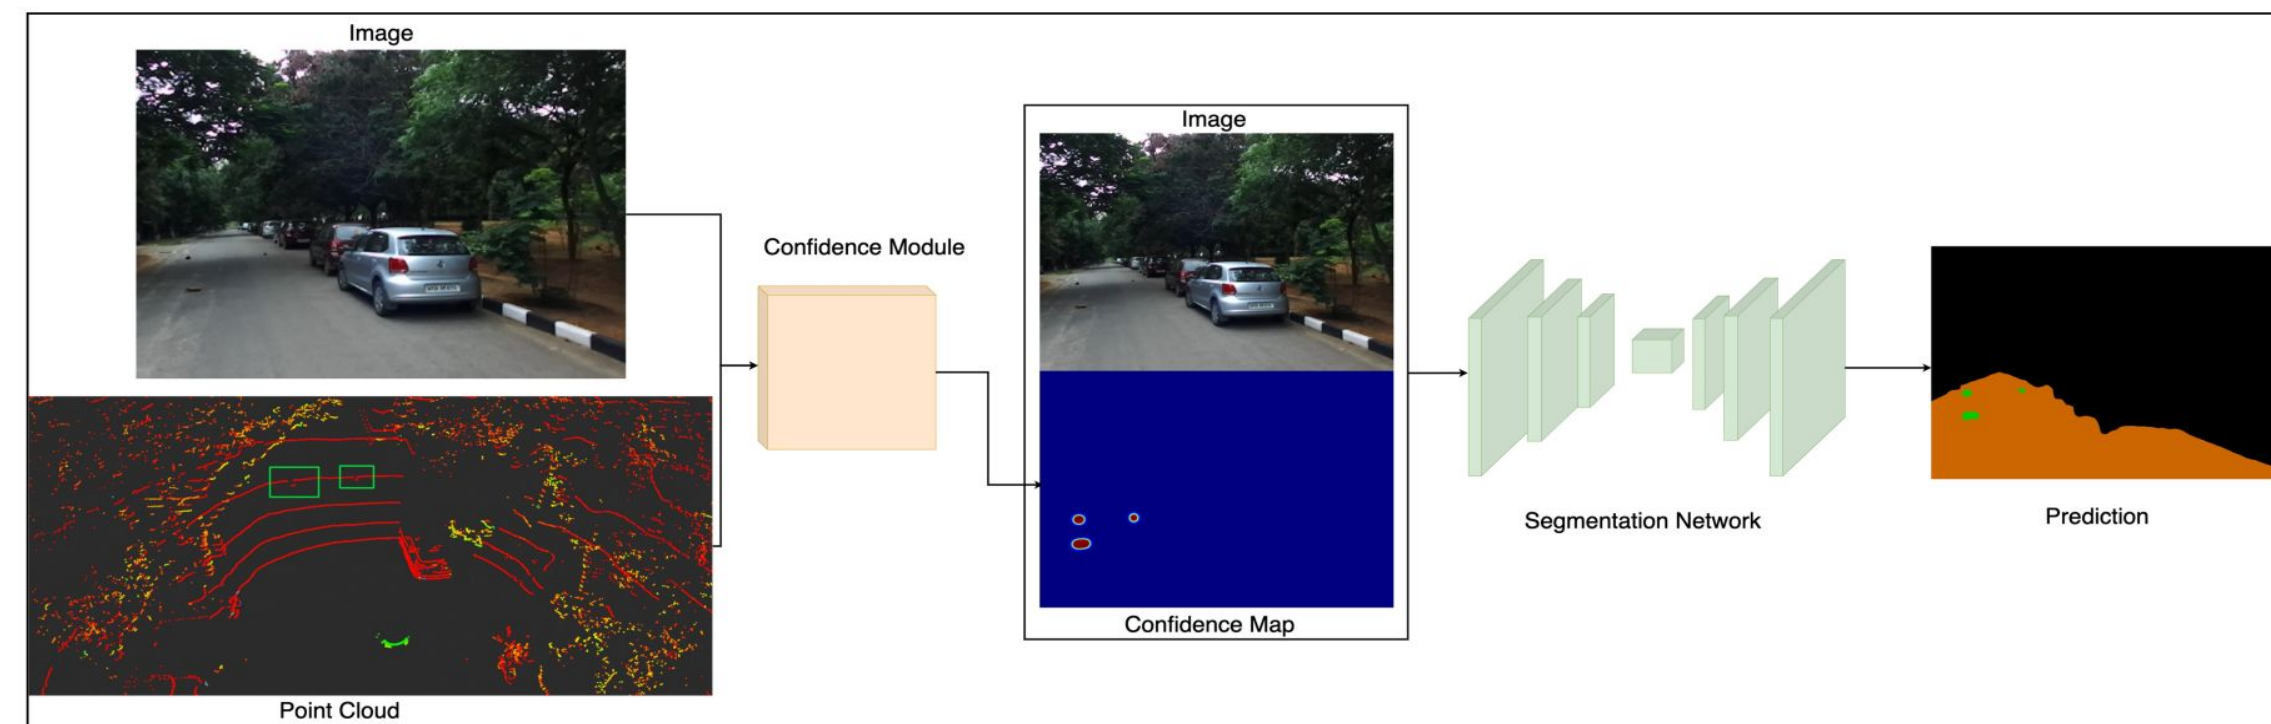 Image
Point Cloud
Confidence Module
Image
Confidence Map
Segmentation Network
Prediction